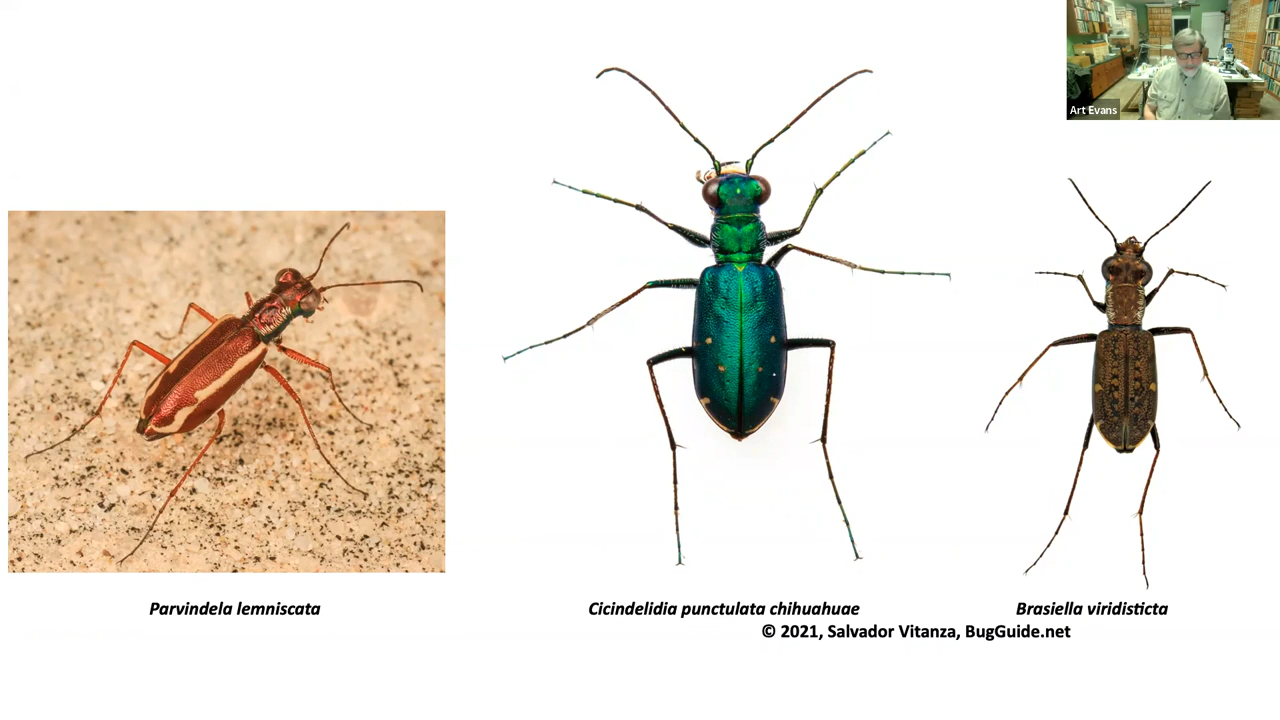 Art Evans
Parvindela lemniscata
Cicindelidia punctulata chihuahuae
Brasiella viridisticta
© 2021, Salvador Vitanza, BugGuide.net